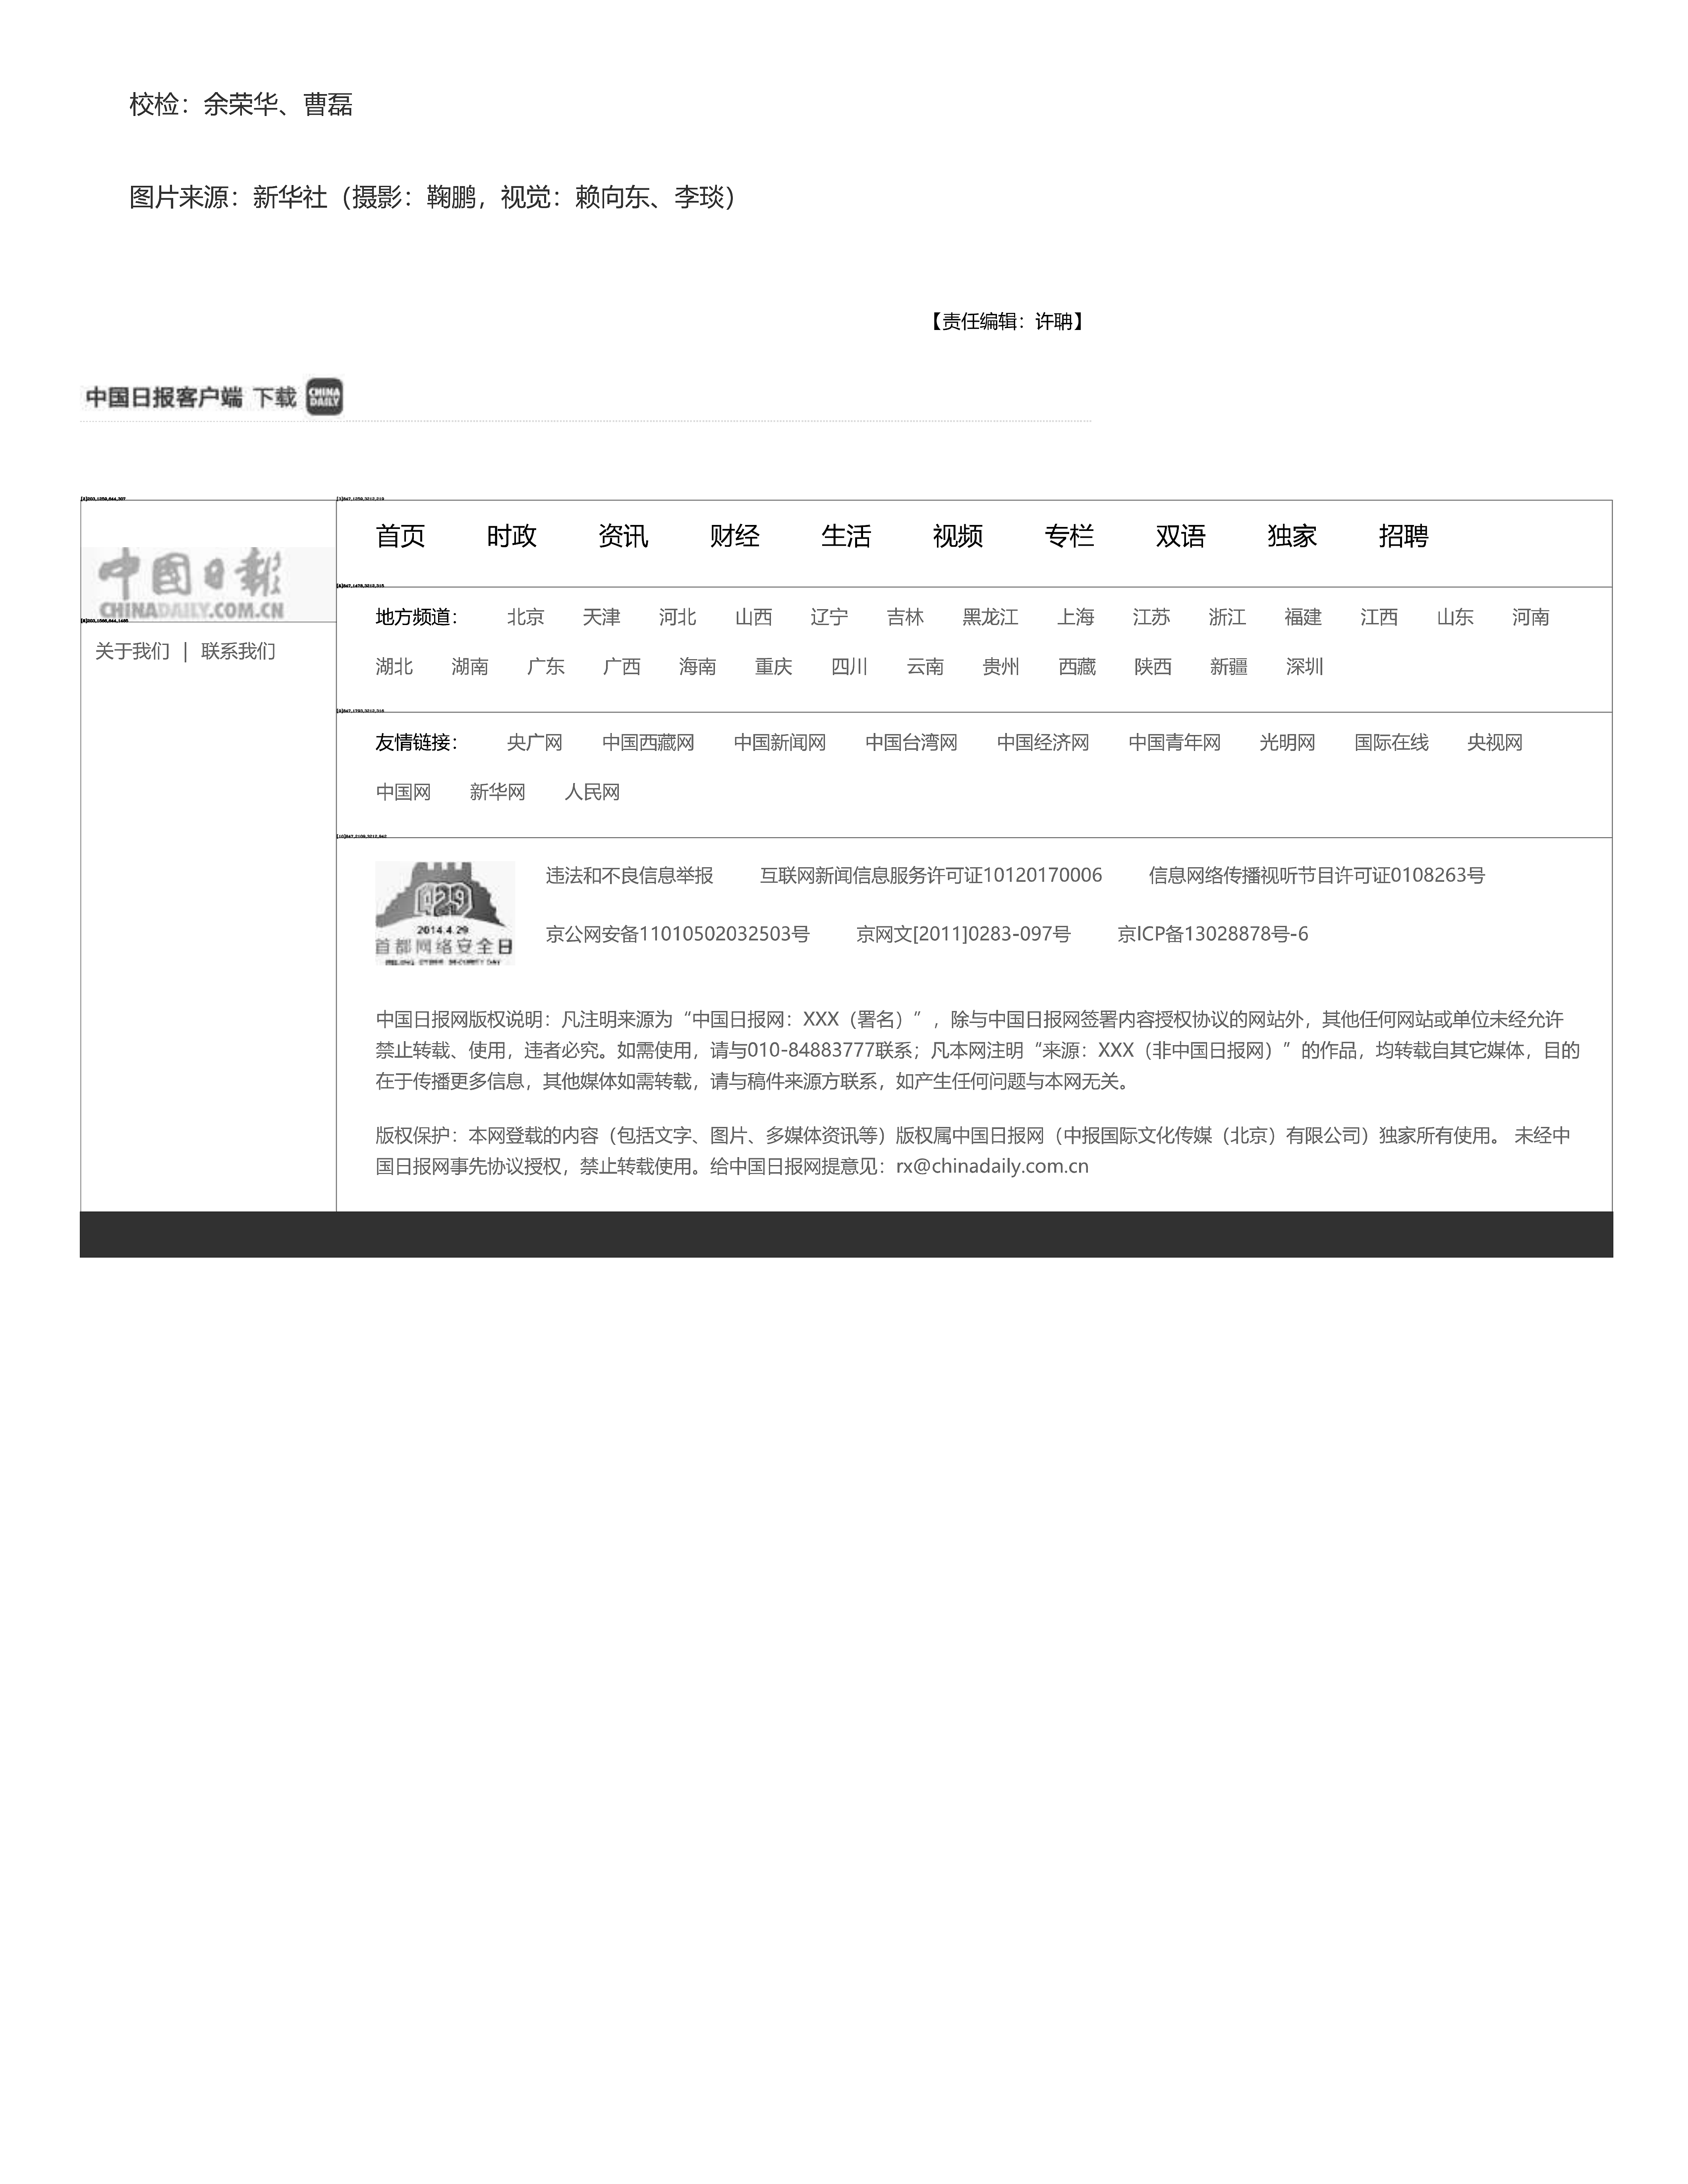 校检：余荣华、曹磊
图片来源：新华社（摄影：鞠鹏，视觉：赖向东、李琰）
【责任编辑：许聃】
中国日报客户端 下载 CHINA DAILY
首页 时政 资讯 财经 生活 视频 专栏 双语 独家 招聘
中國日報
CHINADAILY.COM.CN
关于我们 | 联系我们
地方频道： 北京 天津 河北 山西 辽宁 吉林 黑龙江 上海 江苏 浙江 福建 江西 山东 河南
湖北 湖南 广东 广西 海南 重庆 四川 云南 贵州 西藏 陕西 新疆 深圳
友情链接： 央广网 中国西藏网 中国新闻网 中国台湾网 中国经济网 中国青年网 光明网 国际在线 央视网
中国网 新华网 人民网
429
2014.4.29
首都网络安全日
BEIJING CYBER SECURITY DAY
违法和不良信息举报 互联网新闻信息服务许可证10120170006 信息网络传播视听节目许可证0108263号
京公网安备11010502032503号 京网文[2011]0283-097号 京ICP备13028878号-6
中国日报网版权说明：凡注明来源为“中国日报网：XXX（署名）”，除与中国日报网签署内容授权协议的网站外，其他任何网站或单位未经允许
禁止转载、使用，违者必究。如需使用，请与010-84883777联系；凡本网注明“来源：XXX（非中国日报网）”的作品，均转载自其它媒体，目的
在于传播更多信息，其他媒体如需转载，请与稿件来源方联系，如产生任何问题与本网无关。
版权保护：本网登载的内容（包括文字、图片、多媒体资讯等）版权属中国日报网（中报国际文化传媒（北京）有限公司）独家所有使用。 未经中
国日报网事先协议授权，禁止转载使用。给中国日报网提意见：rx@chinadaily.com.cn